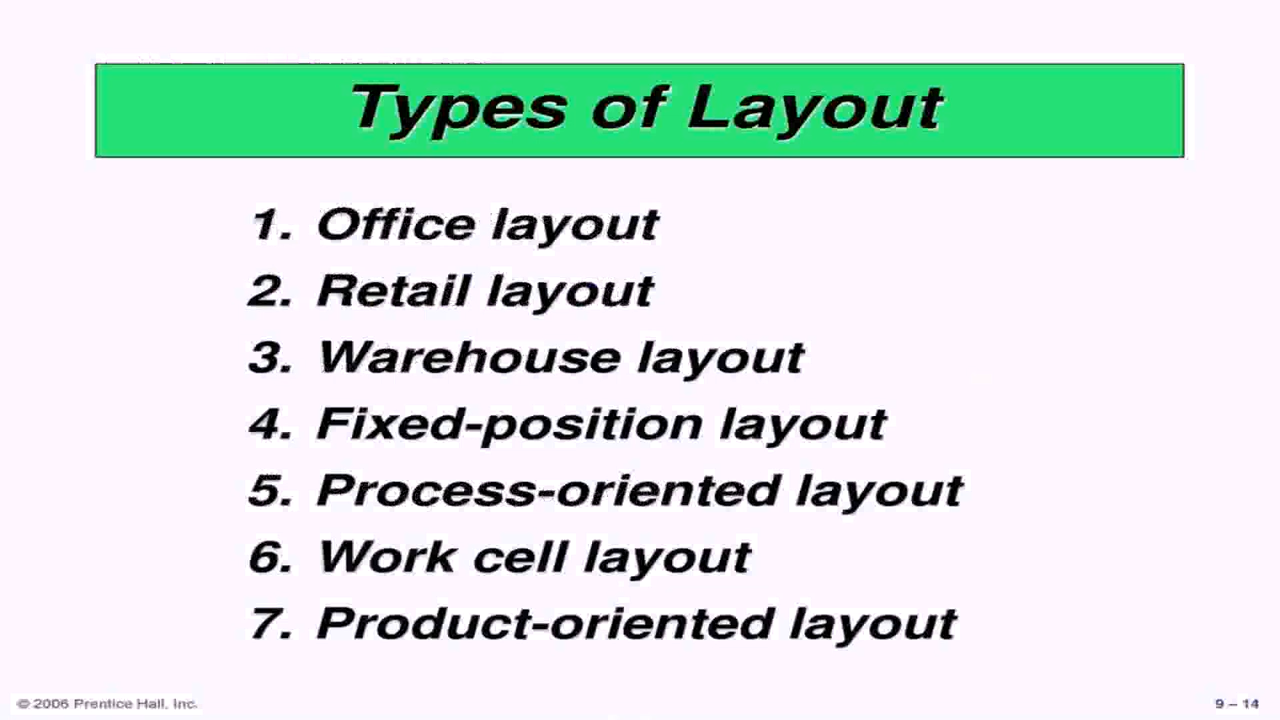 Types of Layout
1. Office layout
2. Retail layout
3. Warehouse layout
4. Fixed-position layout
5. Process-oriented layout
6. Work cell layout
7. Product-oriented layout
© 2006 Prentice Hall, Inc.
9 – 14